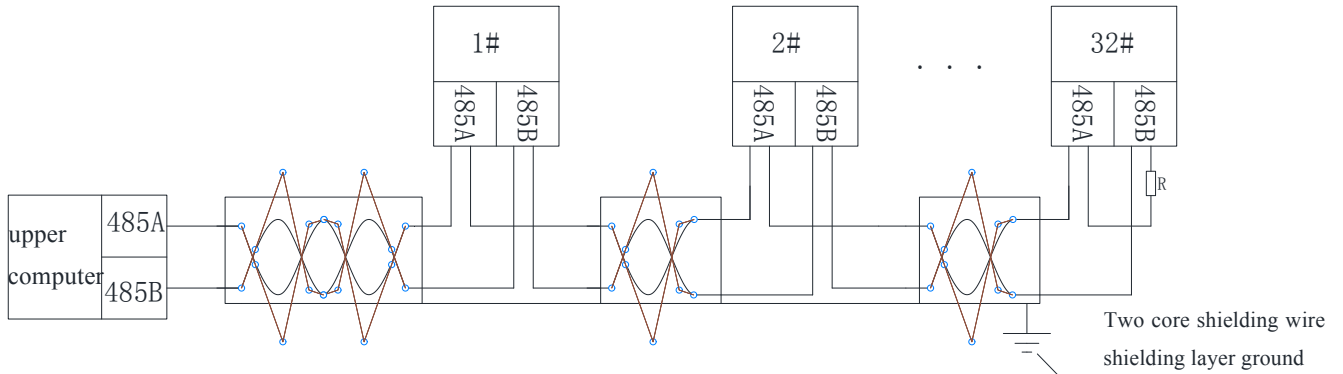 1#
2#
. . .
32#
485A
485B
485A
485B
485A
485B
R
upper
computer
485A
485B
Two core shielding wire
shielding layer ground